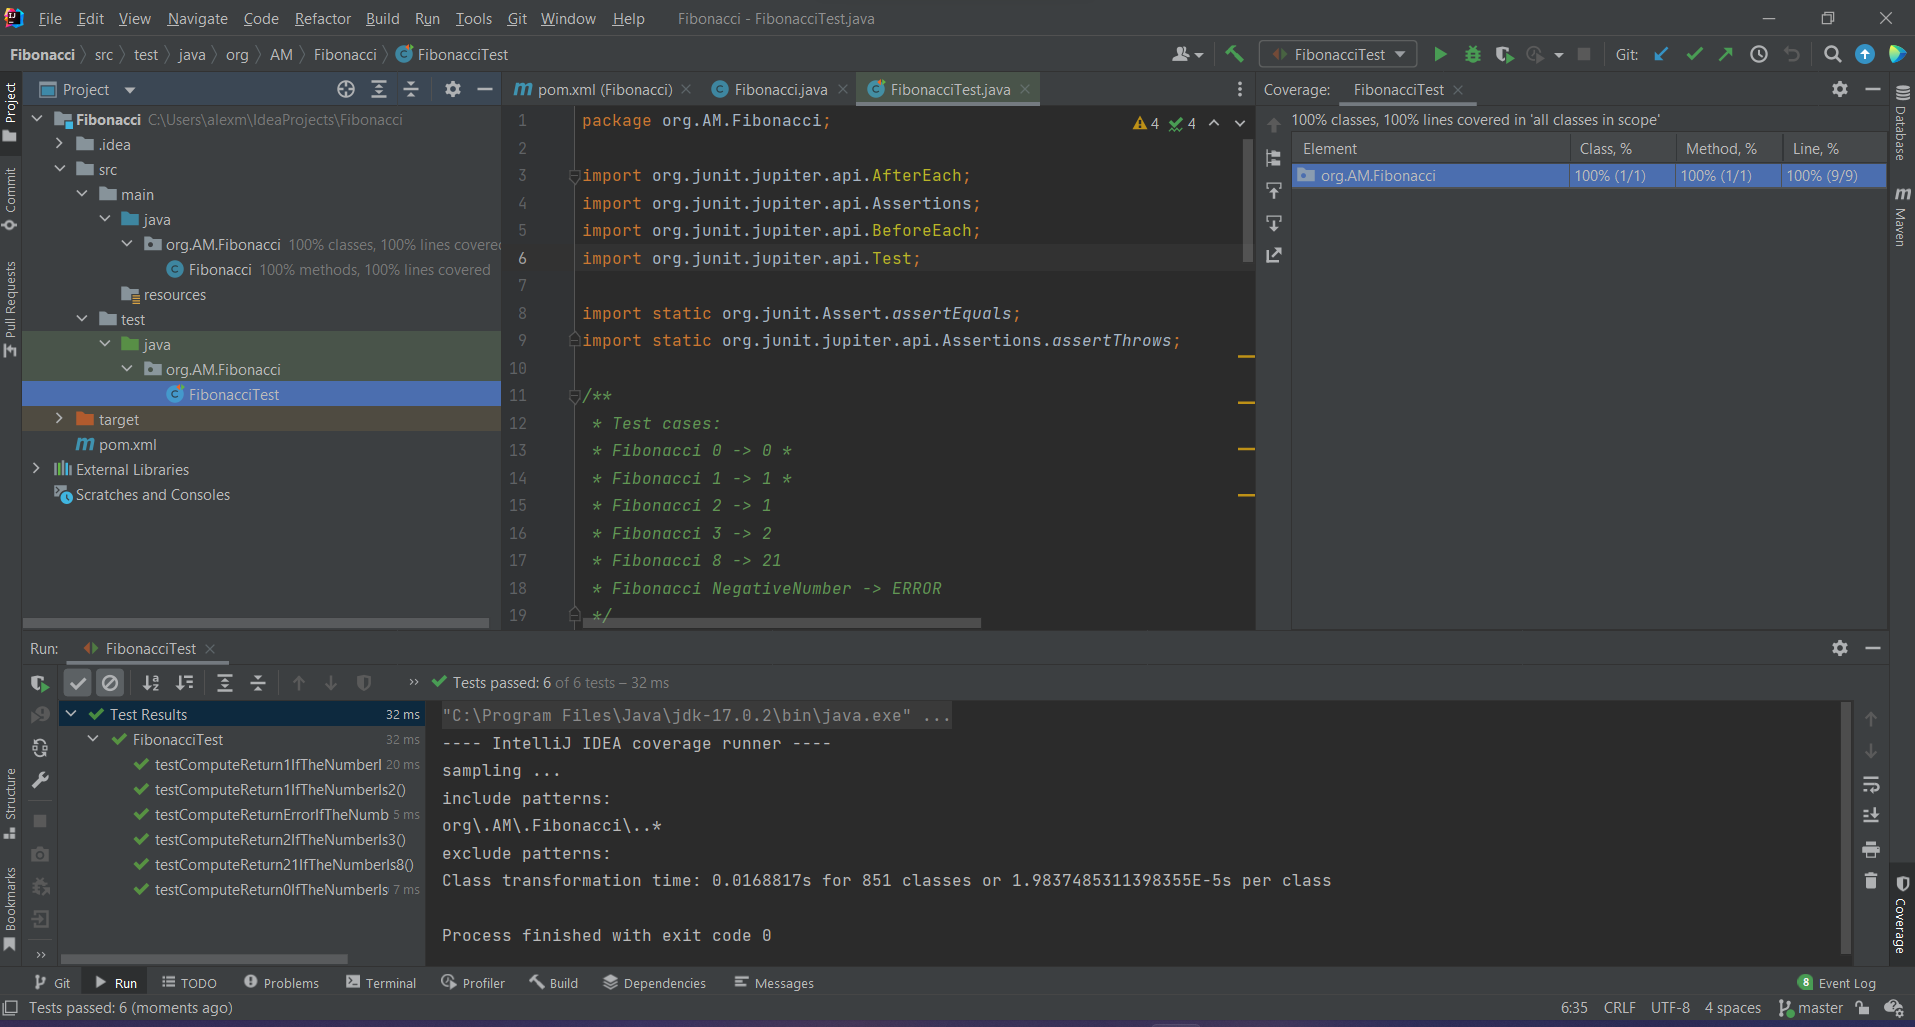 File Edit View Navigate Code Refactor Build Run Tools Git Window Help Fibonacci - FibonacciTest.java
Fibonacci src test java org AM Fibonacci FibonacciTest
FibonacciTest Git:
Project
Commit
Pull Requests
Structure
Bookmarks
Project
Fibonacci C:\Users\alexm\IdeaProjects\Fibonacci
.idea
src
main
java
org.AM.Fibonacci 100% classes, 100% lines covered
Fibonacci 100% methods, 100% lines covered
resources
test
java
org.AM.Fibonacci
FibonacciTest
target
pom.xml
External Libraries
Scratches and Consoles
pom.xml (Fibonacci) Fibonacci.java FibonacciTest.java
4 4
1 package org.AM.Fibonacci;
2
3 import org.junit.jupiter.api.AfterEach;
4 import org.junit.jupiter.api.Assertions;
5 import org.junit.jupiter.api.BeforeEach;
6 import org.junit.jupiter.api.Test;
7
8 import static org.junit.Assert.assertEquals;
9 import static org.junit.jupiter.api.Assertions.assertThrows;
10
11 /**
12 * Test cases:
13 * Fibonacci 0 -> 0 *
14 * Fibonacci 1 -> 1 *
15 * Fibonacci 2 -> 1
16 * Fibonacci 3 -> 2
17 * Fibonacci 8 -> 21
18 * Fibonacci NegativeNumber -> ERROR
19 */
Coverage: FibonacciTest
100% classes, 100% lines covered in 'all classes in scope'
Element Class, % Method, % Line, %
org.AM.Fibonacci 100% (1/1) 100% (1/1) 100% (9/9)
Database
Maven
Coverage
Run: FibonacciTest
Tests passed: 6 of 6 tests – 32 ms
Test Results 32 ms
FibonacciTest 32 ms
testComputeReturn1IfTheNumberI 20 ms
testComputeReturn1IfTheNumberIs2()
testComputeReturnErrorIfTheNumb 5 ms
testComputeReturn2IfTheNumberIs3()
testComputeReturn21IfTheNumberIs8()
testComputeReturn0IfTheNumberIs 7 ms
"C:\Program Files\Java\jdk-17.0.2\bin\java.exe" ...
---- IntelliJ IDEA coverage runner ----
sampling ...
include patterns:
org\.AM\.Fibonacci\..*
exclude patterns:
Class transformation time: 0.0168817s for 851 classes or 1.9837485311398355E-5s per class
Process finished with exit code 0
Git Run TODO Problems Terminal Profiler Build Dependencies Messages 8 Event Log
Tests passed: 6 (moments ago) 6:35 CRLF UTF-8 4 spaces master